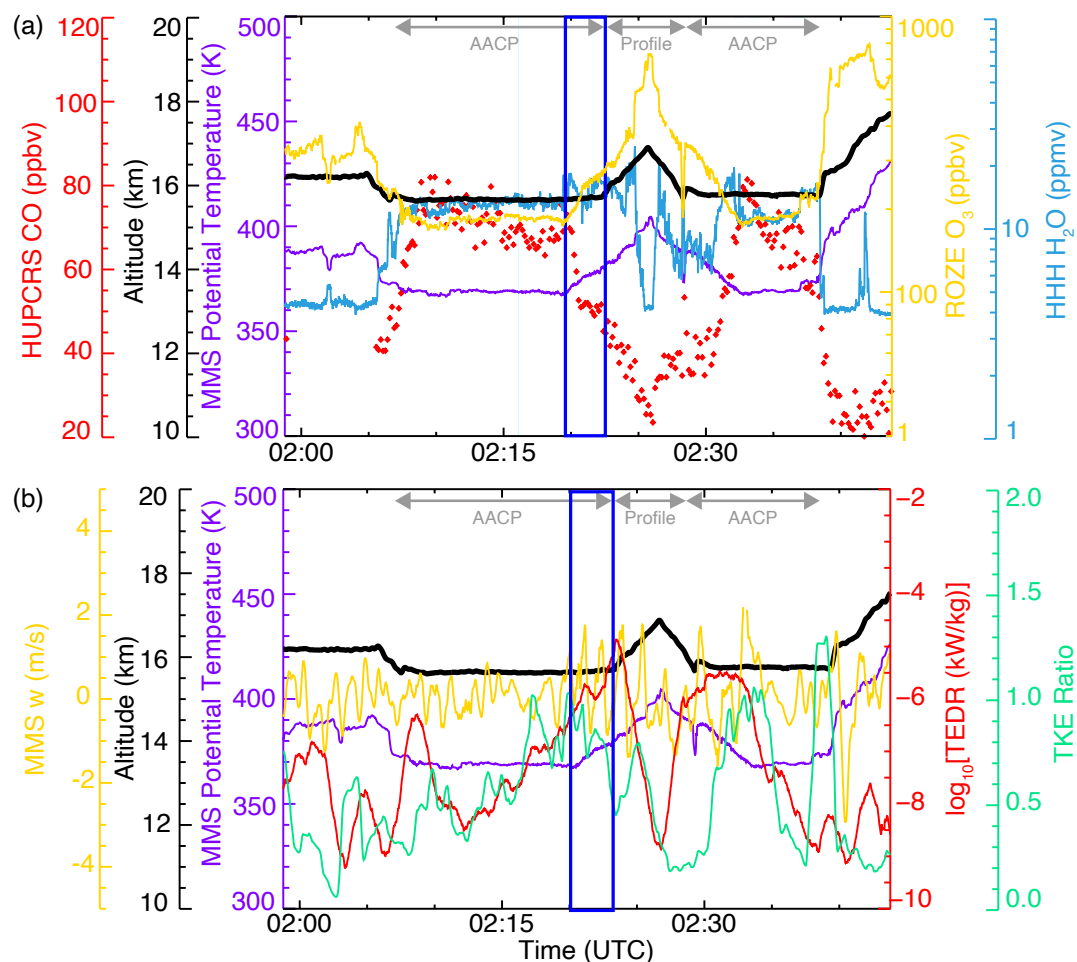 (a)
HUPCRS CO (ppbv)
120
100
80
60
40
20
Altitude (km)
20
18
16
14
12
10
MMS Potential Temperature (K)
500
450
400
350
300
AACP
Profile
AACP
1000
100
1
ROZE O₃ (ppbv)
10
1
HHH H₂O (ppmv)
02:00
02:15
02:30
(b)
MMS w (m/s)
4
2
0
-2
-4
Altitude (km)
20
18
16
14
12
10
MMS Potential Temperature (K)
500
450
400
350
300
AACP
Profile
AACP
−2
−4
−6
−8
−10
log₁₀[TEDR (kW/kg)]
2.0
1.5
1.0
0.5
0.0
TKE Ratio
02:00
02:15
02:30
Time (UTC)